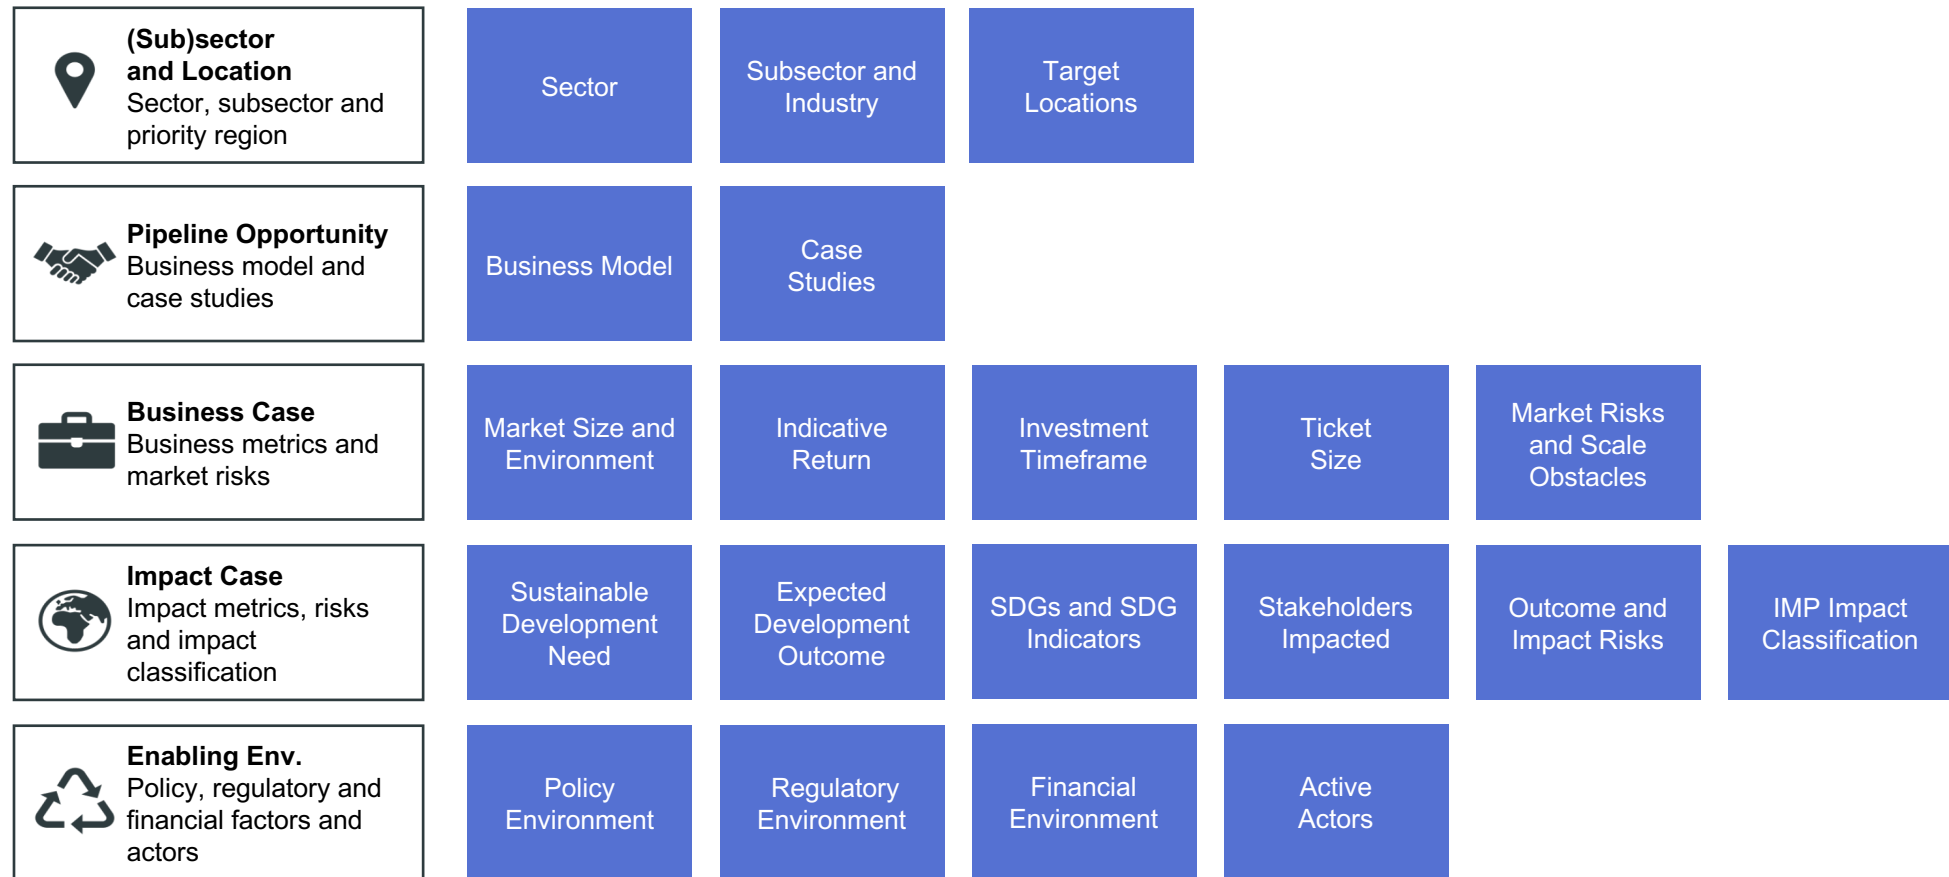 (Sub)sector
and Location
Sector, subsector and
priority region
Sector
Subsector and
Industry
Target
Locations
Pipeline Opportunity
Business model and
case studies
Business Model
Case
Studies
Business Case
Business metrics and
market risks
Market Size and
Environment
Indicative
Return
Investment
Timeframe
Ticket
Size
Market Risks
and Scale
Obstacles
Impact Case
Impact metrics, risks
and impact
classification
Sustainable
Development
Need
Expected
Development
Outcome
SDGs and SDG
Indicators
Stakeholders
Impacted
Outcome and
Impact Risks
IMP Impact
Classification
Enabling Env.
Policy, regulatory and
financial factors and
actors
Policy
Environment
Regulatory
Environment
Financial
Environment
Active
Actors